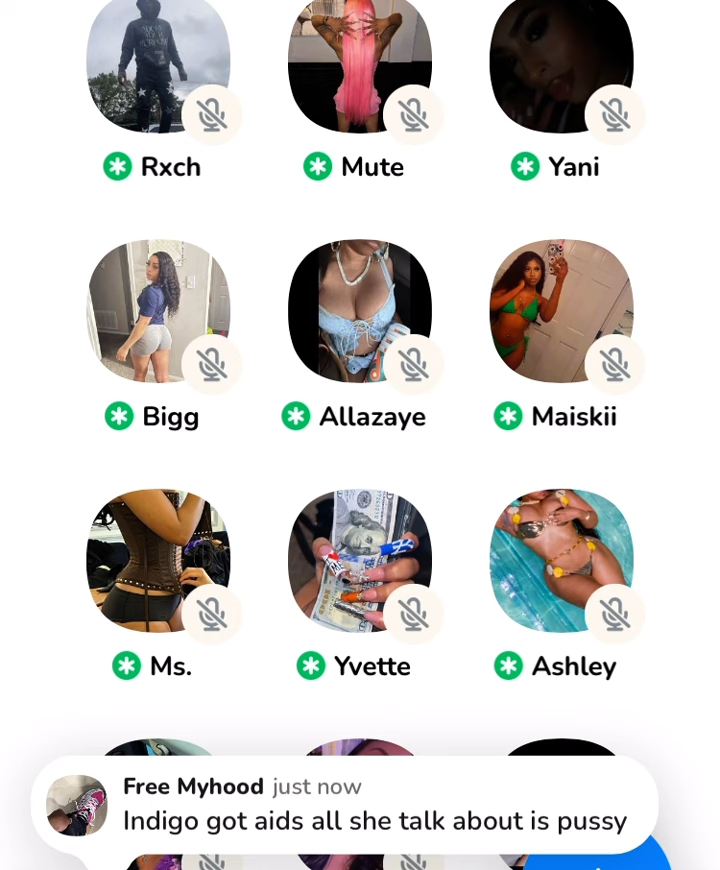 Rxch
Mute
Yani
Bigg
Allazaye
Maiskii
Ms.
Yvette
Ashley
Free Myhood just now
Indigo got aids all she talk about is pussy